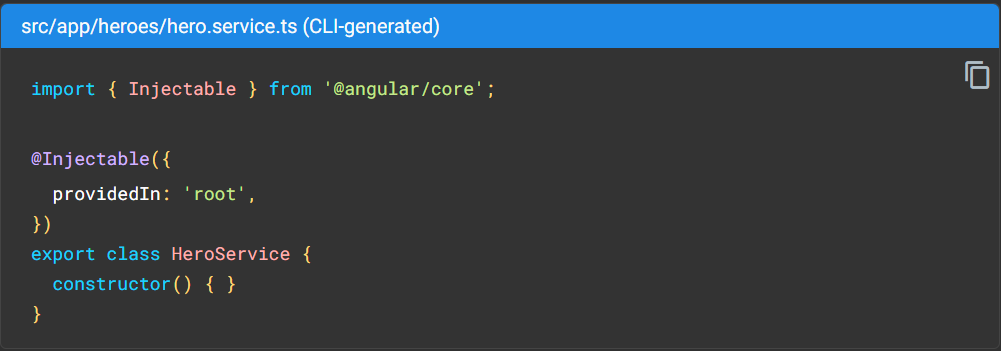 src/app/heroes/hero.service.ts (CLI-generated)
import { Injectable } from '@angular/core';
@Injectable({
  providedIn: 'root',
})
export class HeroService {
  constructor() { }
}